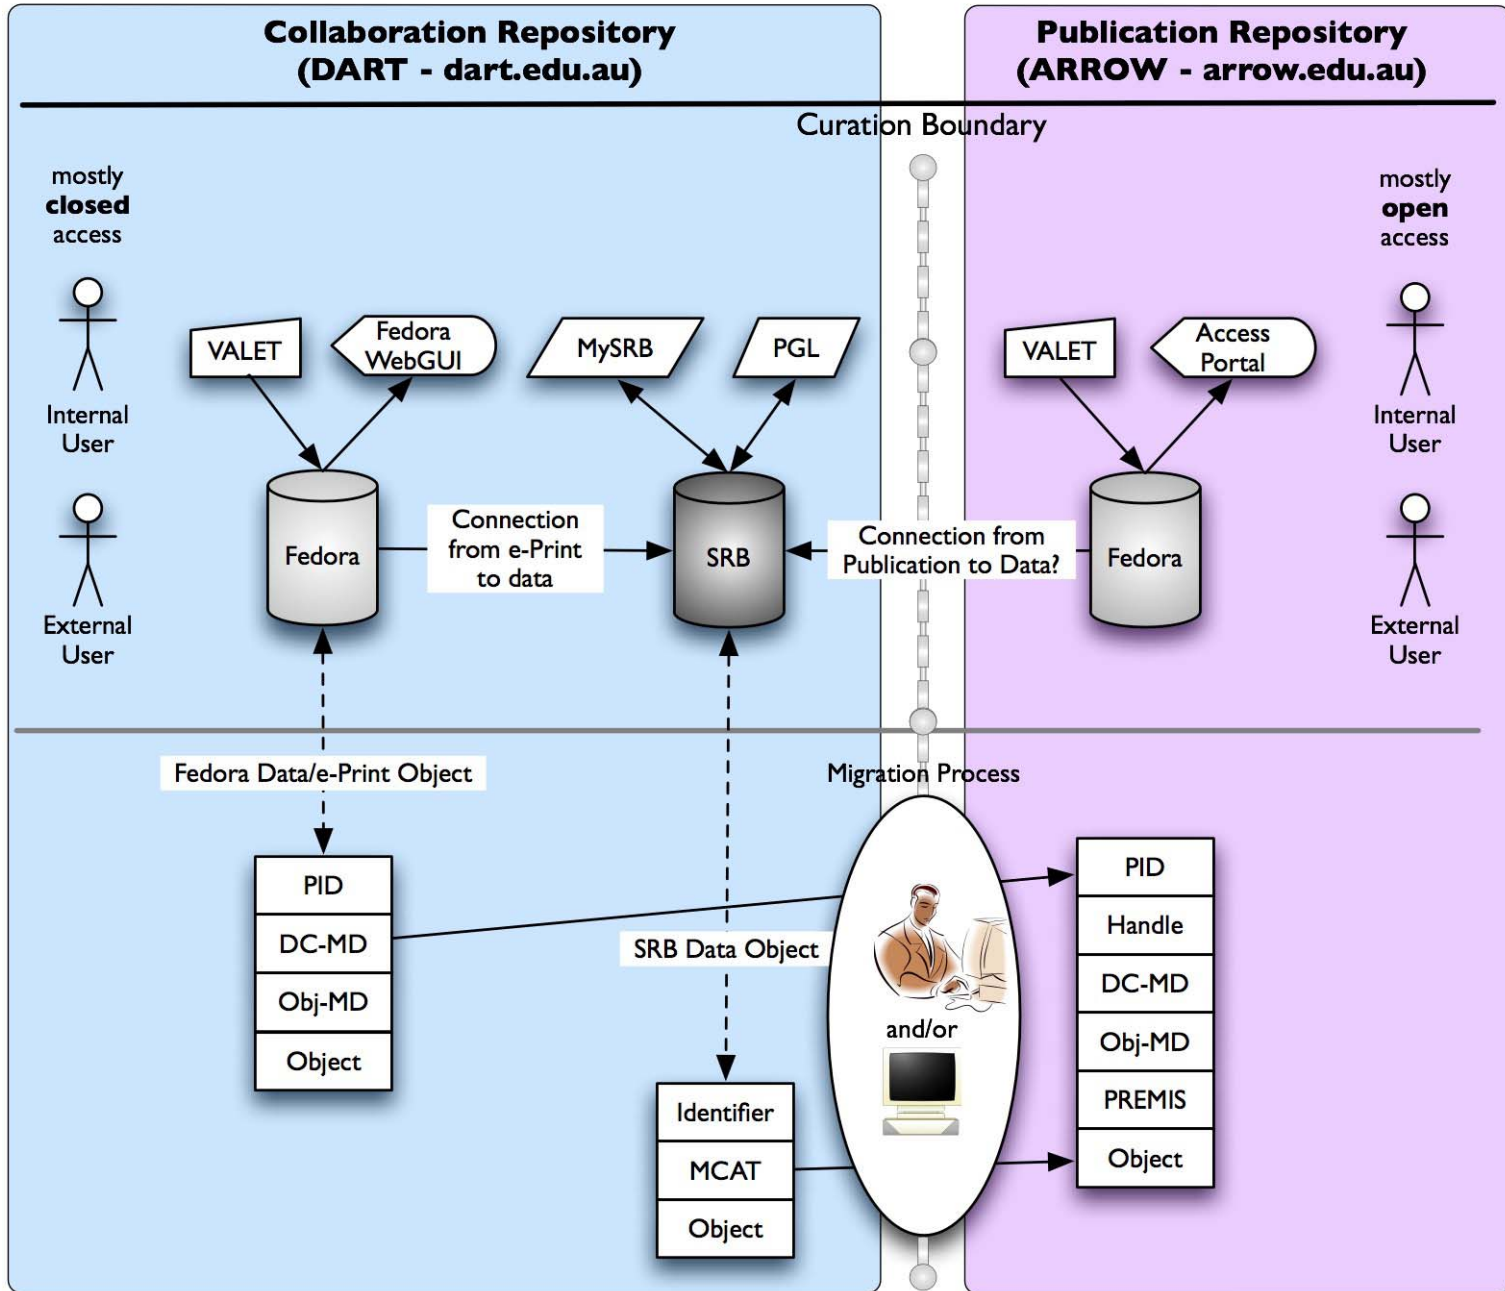 Collaboration Repository
(DART - dart.edu.au)
Publication Repository
(ARROW - arrow.edu.au)
Curation Boundary
mostly
closed
access
mostly
open
access
VALET
Fedora
WebGUI
MySRB
PGL
VALET
Access
Portal
Internal
User
Internal
User
Fedora
Connection
from e-Print
to data
SRB
Connection from
Publication to Data?
Fedora
External
User
External
User
Fedora Data/e-Print Object
Migration Process
PID
DC-MD
Obj-MD
Object
SRB Data Object
and/or
Identifier
MCAT
Object
PID
Handle
DC-MD
Obj-MD
PREMIS
Object